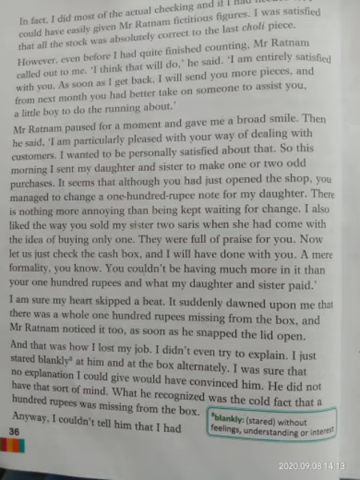 In fact, I did most of the actual checking and if I had
could have easily given Mr Ratnam fictitious figures. I was satisfied
that all the stock was absolutely correct to the last choli piece.
However, even before I had quite finished counting, Mr Ratnam
called out to me. 'I think that will do,' he said. 'I am entirely satisfied
with you. As soon as I get back, I will send you more pieces, and
from next month you had better take on someone to assist you,
a little boy to do the running about.'
Mr Ratnam paused for a moment and gave me a broad smile. Then
he said, 'I am particularly pleased with your way of dealing with
customers. I wanted to be personally satisfied about that. So this
morning I sent my daughter and sister to make one or two odd
purchases. It seems that although you had just opened the shop, you
managed to change a one-hundred-rupee note for my daughter. There
is nothing more annoying than being kept waiting for change. I also
liked the way you sold my sister two saris when she had come with
the idea of buying only one. They were full of praise for you. Now
let us just check the cash box, and I will have done with you. A mere
formality, you know. You couldn't be having much more in it than
your one hundred rupees and what my daughter and sister paid.'
I am sure my heart skipped a beat. It suddenly dawned upon me that
there was a whole one hundred rupees missing from the box, and
Mr Ratnam noticed it too, as soon as he snapped the lid open.
And that was how I lost my job. I didn't even try to explain. I just
stared blankly⁸ at him and at the box alternately. I was sure that
no explanation I could give would have convinced him. He did not
have that sort of mind. What he recognized was the cold fact that a
hundred rupees was missing from the box.
Anyway, I couldn't tell him that I had
⁸blankly: (stared) without
feelings, understanding or interest
36
2020.09.08 14:13